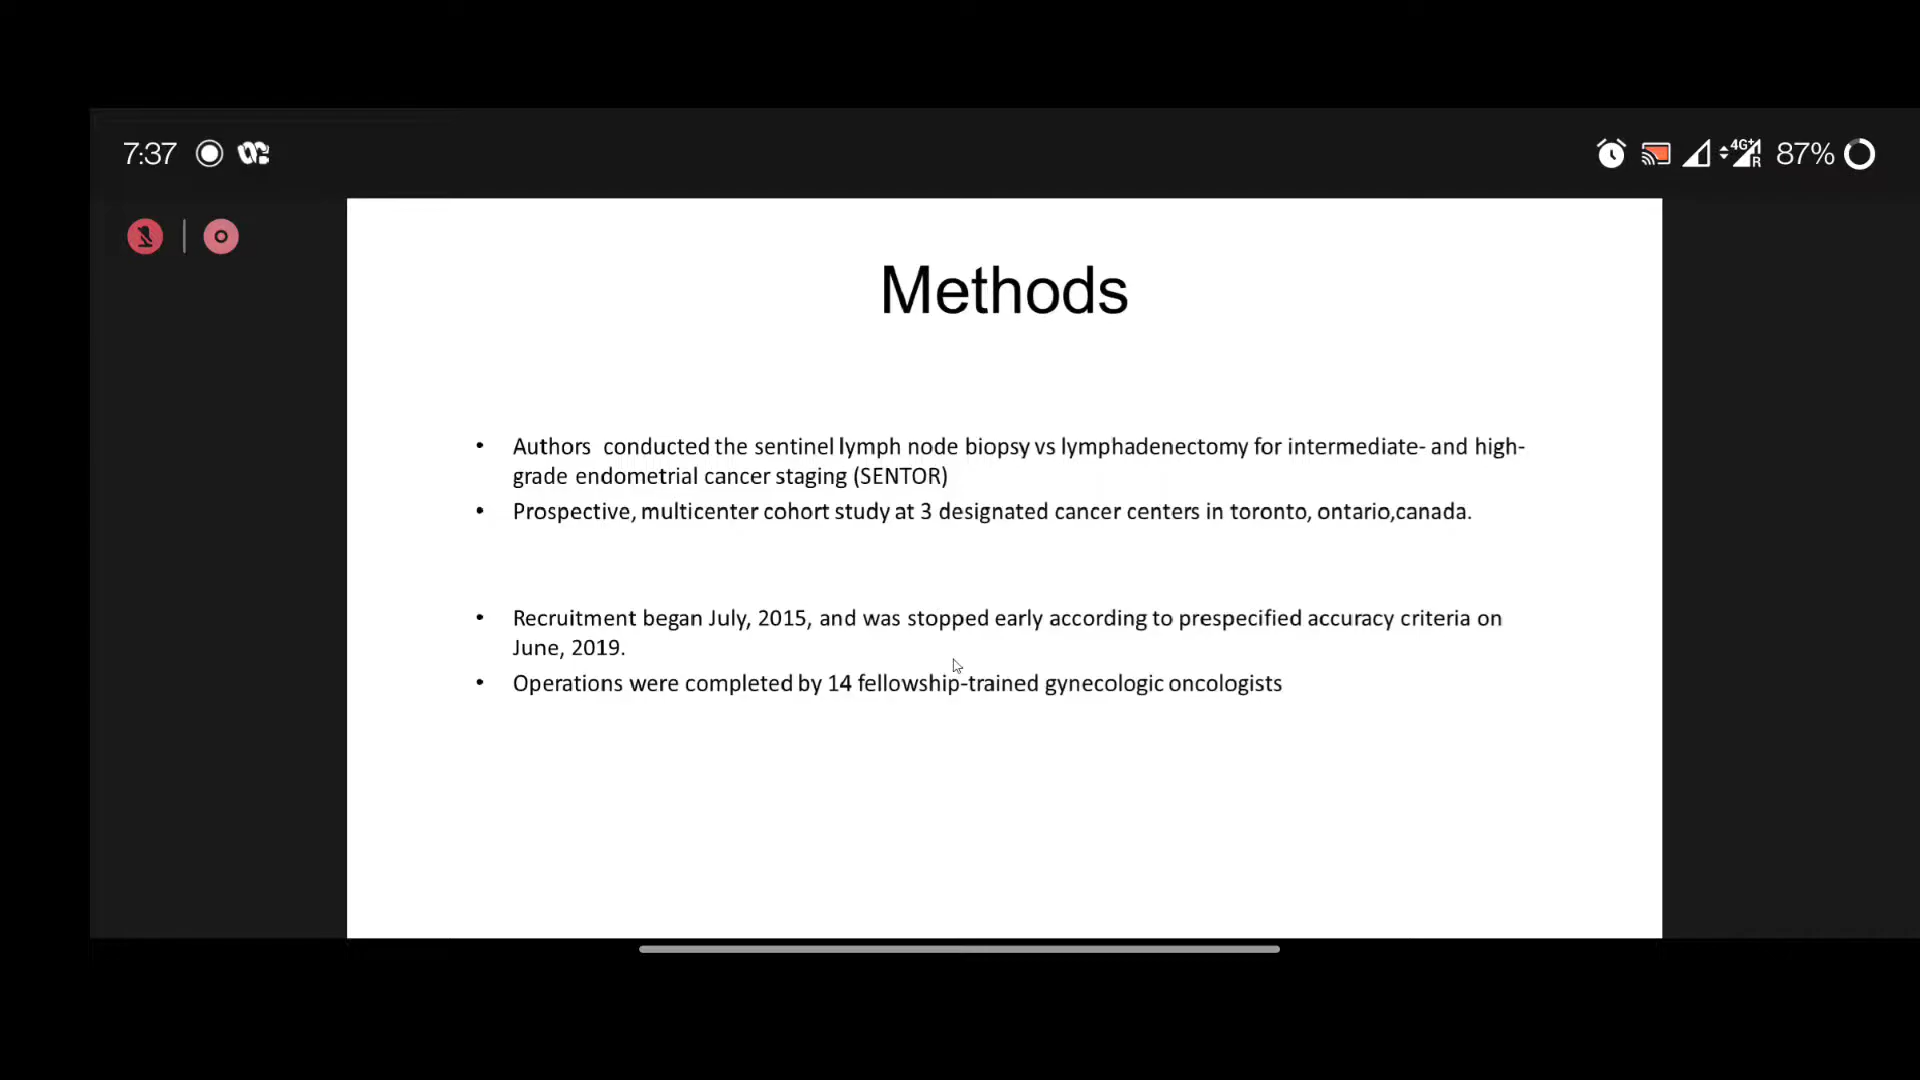 7:37
4G+
R
87%
Methods
• Authors conducted the sentinel lymph node biopsy vs lymphadenectomy for intermediate- and high-
grade endometrial cancer staging (SENTOR)
• Prospective, multicenter cohort study at 3 designated cancer centers in toronto, ontario,canada.
• Recruitment began July, 2015, and was stopped early according to prespecified accuracy criteria on
June, 2019.
• Operations were completed by 14 fellowship-trained gynecologic oncologists